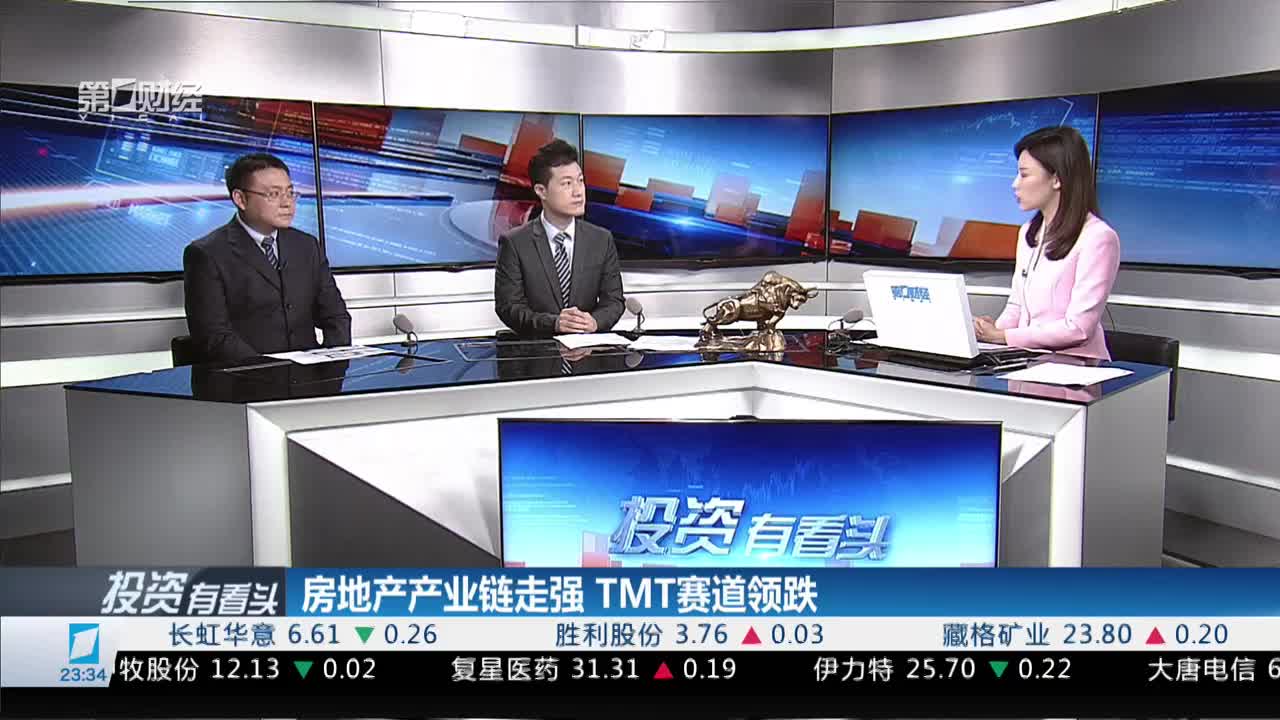 第一财经
YICAI
第一财经
投资有看头
投资有看头
房地产产业链走强 TMT赛道领跌
长虹华意 6.61 ▼ 0.26 胜利股份 3.76 ▲ 0.03 藏格矿业 23.80 ▲ 0.20
23:34
牧股份 12.13 ▼ 0.02 复星医药 31.31 ▲ 0.19 伊力特 25.70 ▼ 0.22 大唐电信 6